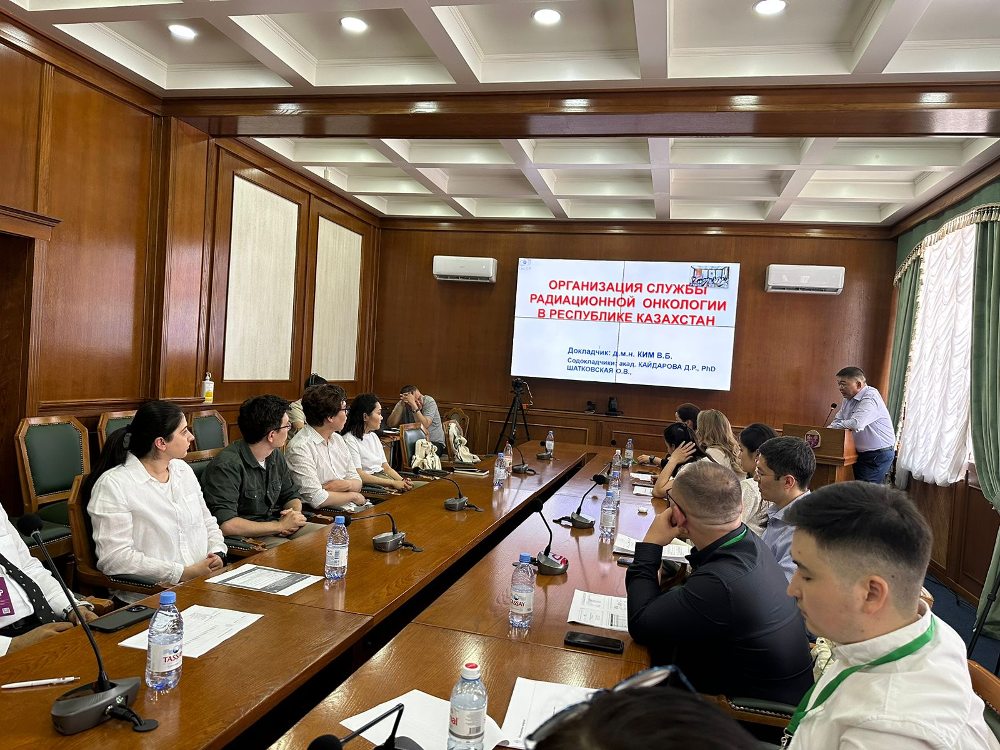 ОРГАНИЗАЦИЯ СЛУЖБЫ
РАДИАЦИОННОЙ ОНКОЛОГИИ
В РЕСПУБЛИКЕ КАЗАХСТАН
Докладчик: д.м.н. КИМ В.Б.
Содокладчики: акад. КАЙДАРОВА Д.Р., PhD
ШАТКОВСКАЯ О.В.,
TASSAY
TASSAY